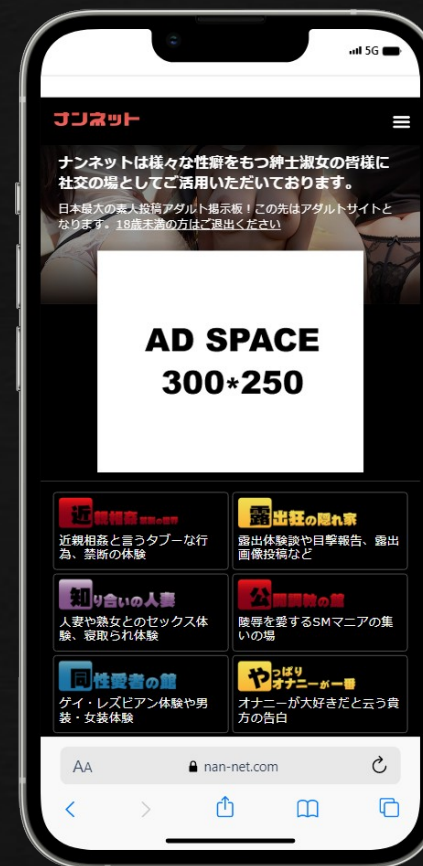 5G
ナンネット
ナンネットは様々な性癖をもつ紳士淑女の皆様に
社交の場としてご活用いただいております。
日本最大の素人投稿アダルト掲示板！この先はアダルトサイトと
なります。18歳未満の方はご退出ください
AD SPACE
300*250
近親相姦
近親相姦と言うタブーな行
為、禁断の体験
露出狂の隠れ家
露出体験談や目撃報告、露出
画像投稿など
知り合いの人妻
人妻や熟女とのセックス体
験、寝取られ体験
公開調教の館
陵辱を愛するSMマニアの集
いの場
同性愛者の館
ゲイ・レズビアン体験や男
装・女装体験
やっぱり
オナニーが一番
オナニーが大好きだと云う貴
方の告白
AA
nan-net.com